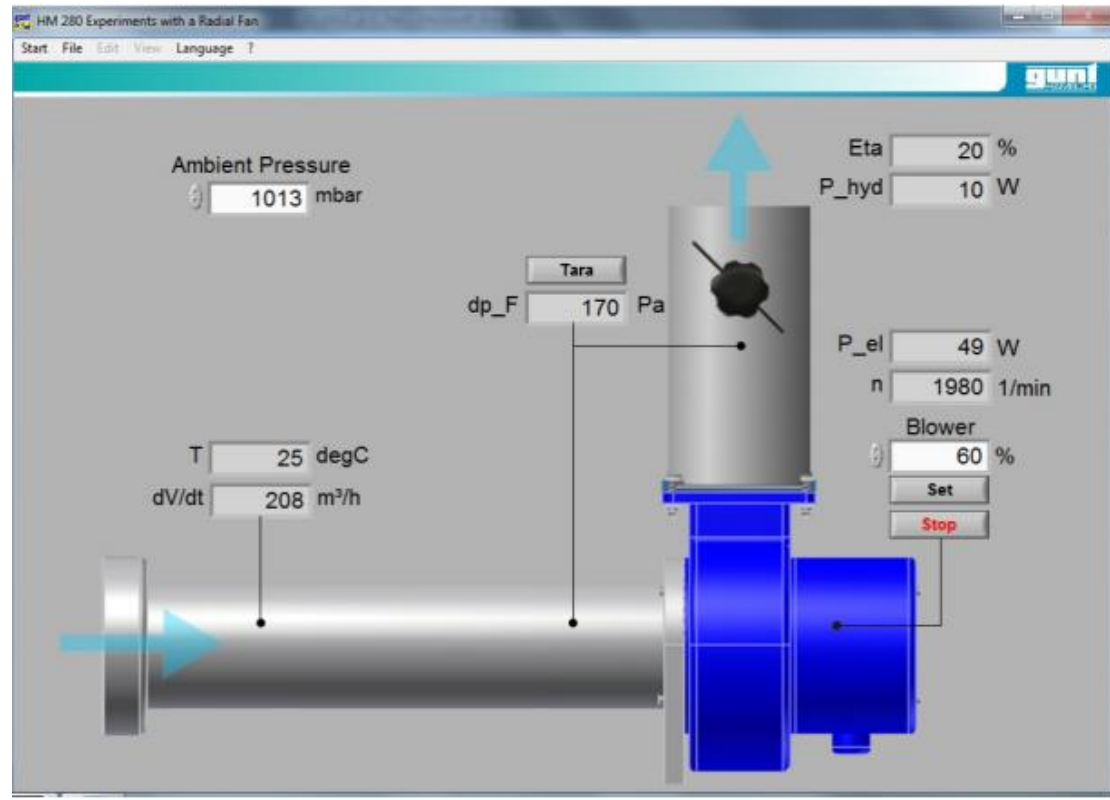 HM 280 Experiments with a Radial Fan
Start File Edit View Language ?
gunt
Ambient Pressure
1013 mbar
Eta 20 %
P_hyd 10 W
Tara
dp_F 170 Pa
P_el 49 W
n 1980 1/min
Blower
60 %
Set
Stop
T 25 degC
dV/dt 208 m³/h